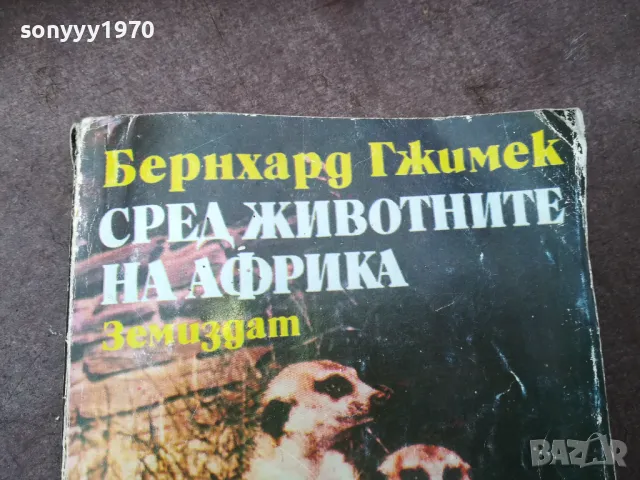 sonyyy1970
Бернхард Гжимек
СРЕД ЖИВОТНИТЕ
НА АФРИКА
Земиздат
BAZAR